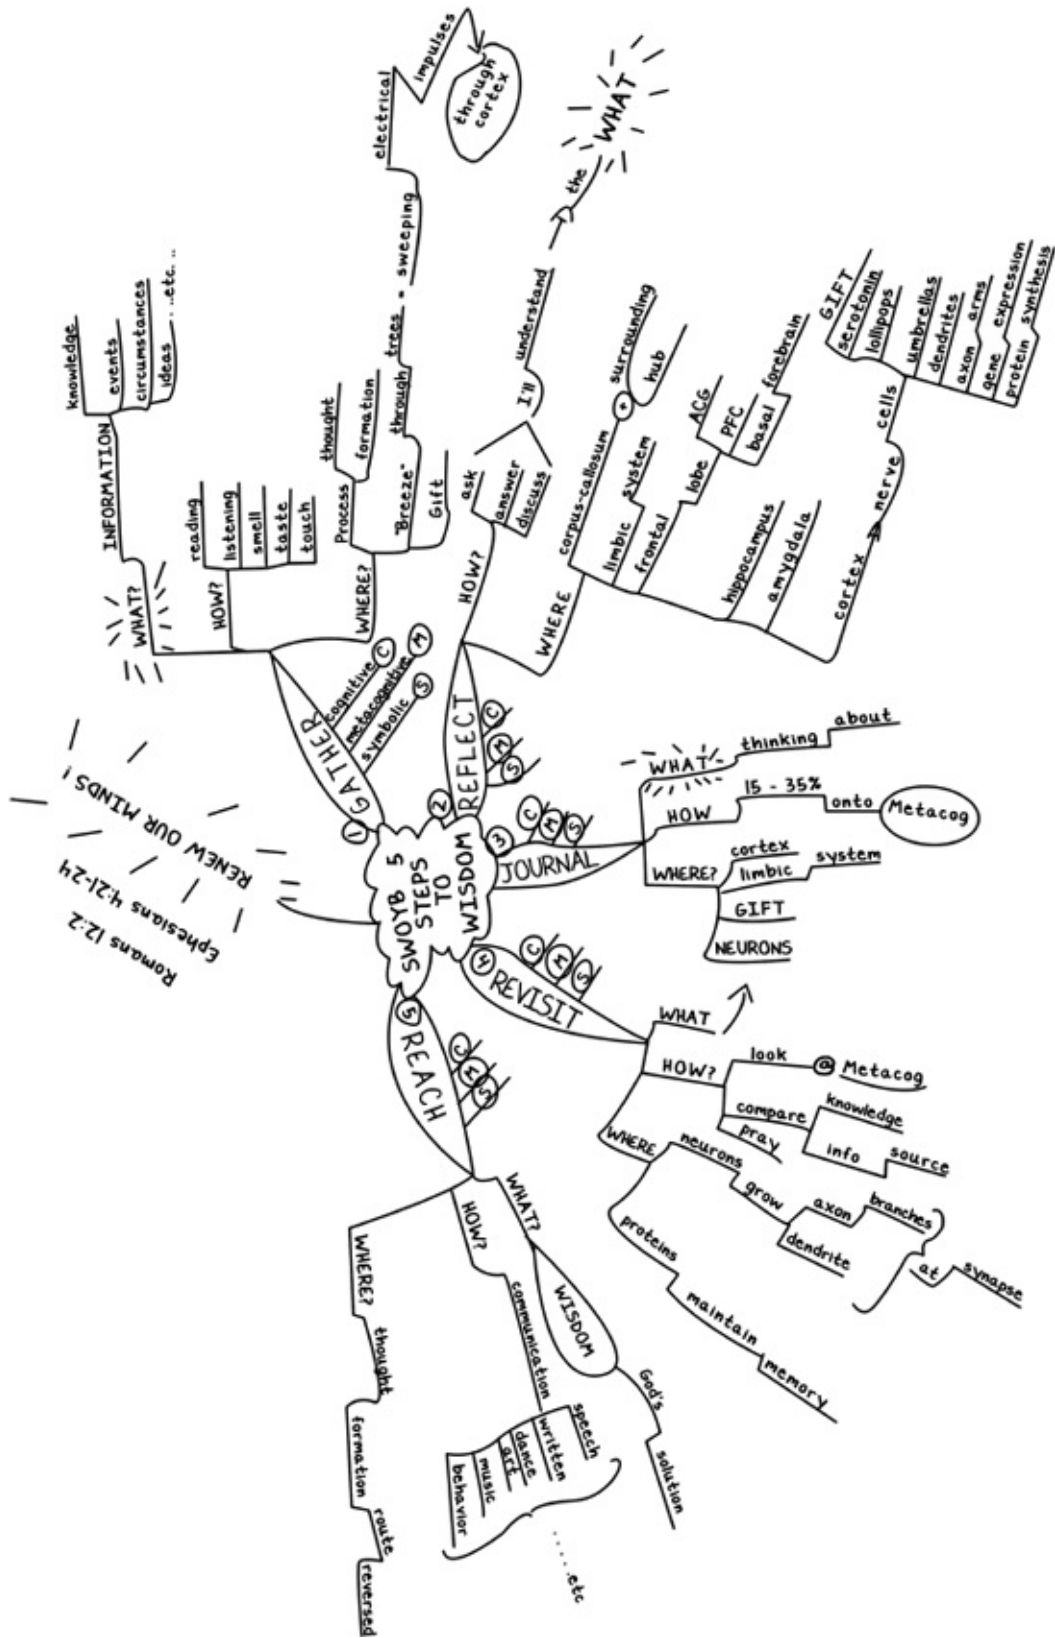 SWOYB 5
STEPS
TO
WISDOM
RENEW OUR MINDS!
Ephesians 4:21-24
Romans 12:2
1
GATHER
cognitive C
metacognitive M
symbolic S
WHAT?
INFORMATION
knowledge
events
circumstances
ideas ...etc...
HOW?
reading
listening
smell
taste
touch
WHERE?
Process
thought
formation
"Breeze"
through
trees
= sweeping
electrical
impulses
through
cortex
Gift
2
REFLECT
C
M
S
HOW?
ask
answer
discuss
I'll
understand
the
WHAT
WHERE
corpus-callosum
+
surrounding
hub
limbic
system
frontal
lobe
ACG
PFC
basal
forebrain
hippocampus
amygdala
cortex
nerve
cells
GIFT
serotonin
lollipops
umbrellas
dendrites
axon
arms
gene
expression
protein
synthesis
3
JOURNAL
C
M
S
WHAT
thinking
about
HOW
15 - 35%
onto
Metacog
WHERE?
cortex
limbic
system
GIFT
NEURONS
4
REVISIT
C
M
S
WHAT
HOW?
look
@
Metacog
compare
knowledge
info
source
pray
WHERE
neurons
grow
axon
branches
dendrite
at
synapse
proteins
maintain
memory
5
REACH
C
M
S
WHAT?
WISDOM
God's
solution
HOW?
communication
speech
written
dance
art
music
behavior
......etc
WHERE?
thought
formation
route
reversed